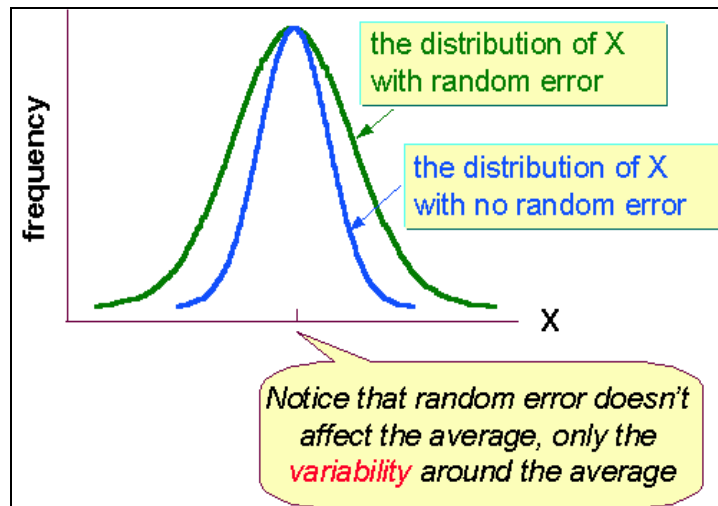 the distribution of X
with random error
the distribution of X
with no random error
frequency
X
Notice that random error doesn't
affect the average, only the
variability around the average